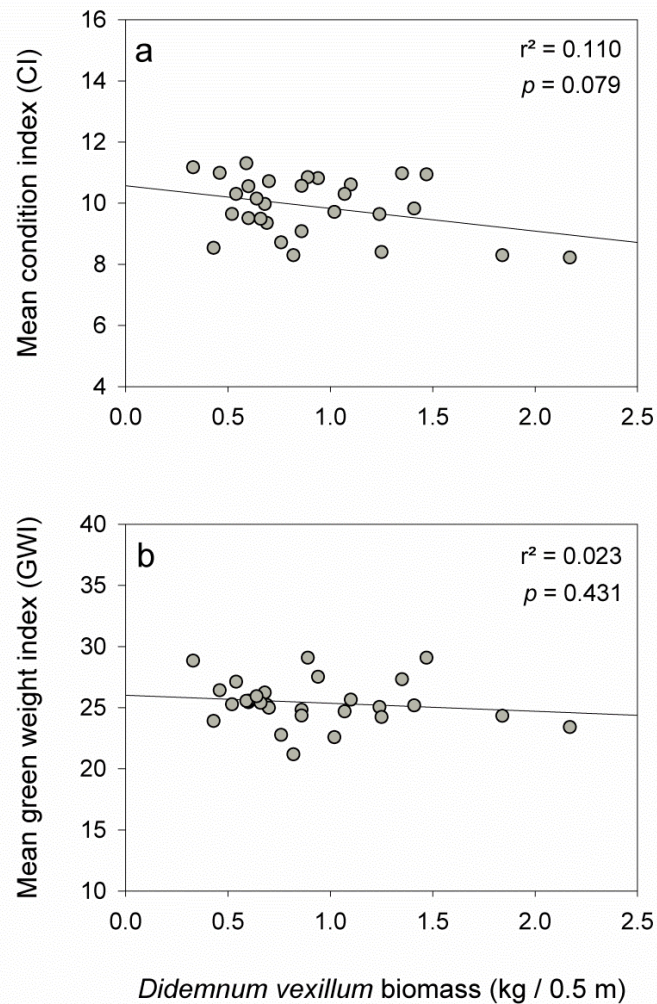 16
a
r² = 0.110
p = 0.079
14
12
10
8
6
4
0.0 0.5 1.0 1.5 2.0 2.5
Mean condition index (CI)
40
b
r² = 0.023
p = 0.431
35
30
25
20
15
10
0.0 0.5 1.0 1.5 2.0 2.5
Mean green weight index (GWI)
Didemnum vexillum biomass (kg / 0.5 m)